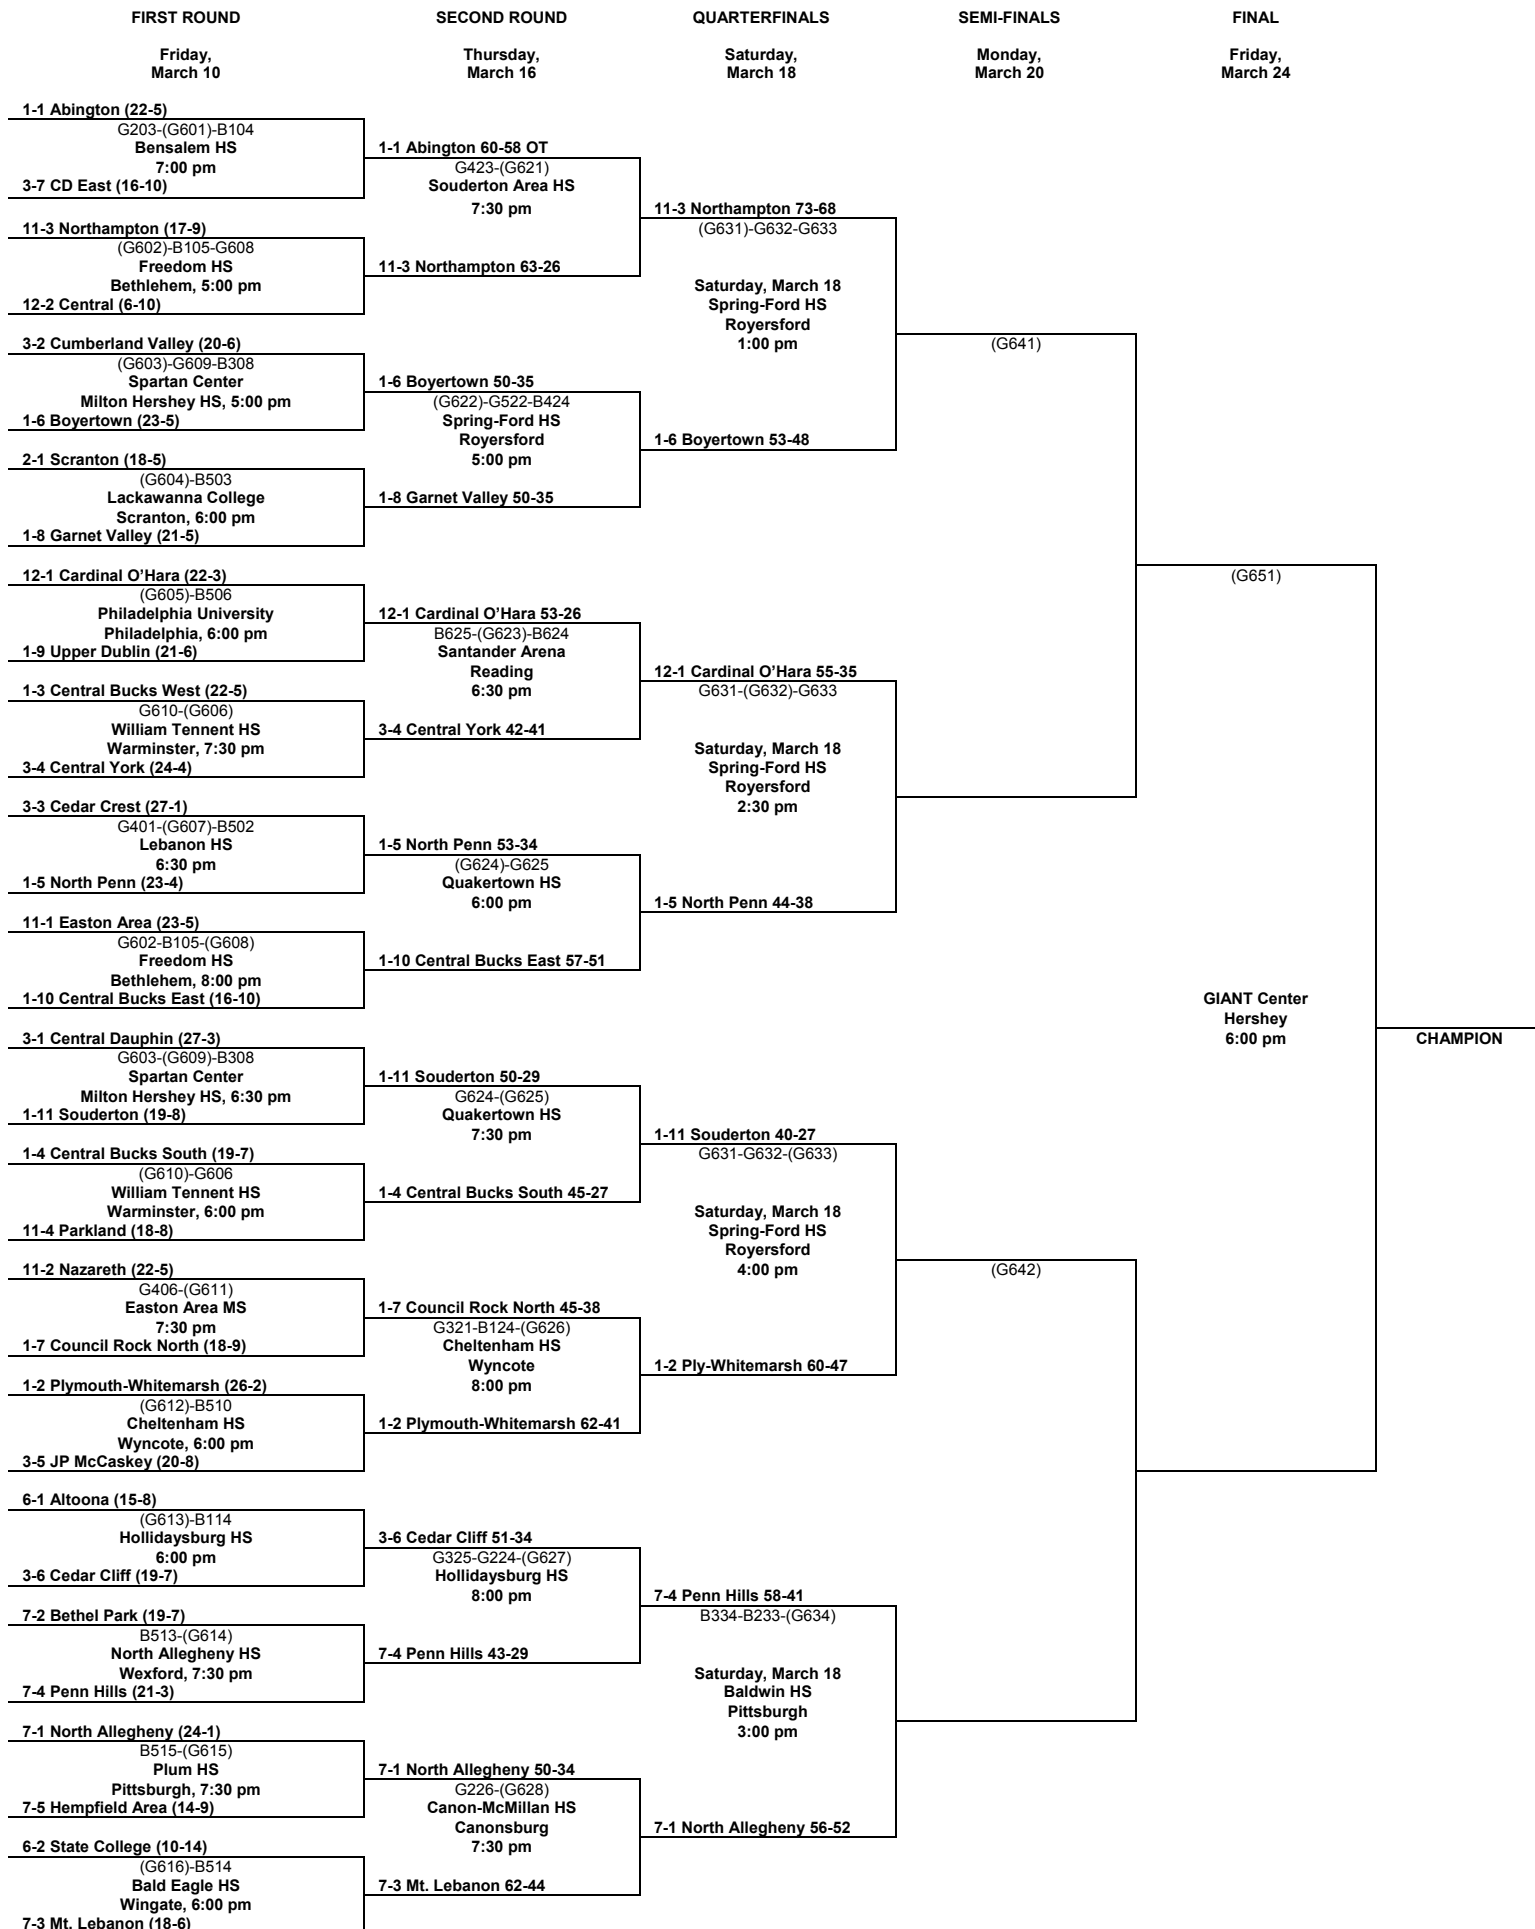 FIRST ROUND
Friday,
March 10
SECOND ROUND
Thursday,
March 16
QUARTERFINALS
Saturday,
March 18
SEMI-FINALS
Monday,
March 20
FINAL
Friday,
March 24
1-1 Abington (22-5)
G203-(G601)-B104
Bensalem HS
7:00 pm
3-7 CD East (16-10)
11-3 Northampton (17-9)
(G602)-B105-G608
Freedom HS
Bethlehem, 5:00 pm
12-2 Central (6-10)
3-2 Cumberland Valley (20-6)
(G603)-G609-B308
Spartan Center
Milton Hershey HS, 5:00 pm
1-6 Boyertown (23-5)
2-1 Scranton (18-5)
(G604)-B503
Lackawanna College
Scranton, 6:00 pm
1-8 Garnet Valley (21-5)
12-1 Cardinal O’Hara (22-3)
(G605)-B506
Philadelphia University
Philadelphia, 6:00 pm
1-9 Upper Dublin (21-6)
1-3 Central Bucks West (22-5)
G610-(G606)
William Tennent HS
Warminster, 7:30 pm
3-4 Central York (24-4)
3-3 Cedar Crest (27-1)
G401-(G607)-B502
Lebanon HS
6:30 pm
1-5 North Penn (23-4)
11-1 Easton Area (23-5)
G602-B105-(G608)
Freedom HS
Bethlehem, 8:00 pm
1-10 Central Bucks East (16-10)
3-1 Central Dauphin (27-3)
G603-(G609)-B308
Spartan Center
Milton Hershey HS, 6:30 pm
1-11 Souderton (19-8)
1-4 Central Bucks South (19-7)
(G610)-G606
William Tennent HS
Warminster, 6:00 pm
11-4 Parkland (18-8)
11-2 Nazareth (22-5)
G406-(G611)
Easton Area MS
7:30 pm
1-7 Council Rock North (18-9)
1-2 Plymouth-Whitemarsh (26-2)
(G612)-B510
Cheltenham HS
Wyncote, 6:00 pm
3-5 JP McCaskey (20-8)
6-1 Altoona (15-8)
(G613)-B114
Hollidaysburg HS
6:00 pm
3-6 Cedar Cliff (19-7)
7-2 Bethel Park (19-7)
B513-(G614)
North Allegheny HS
Wexford, 7:30 pm
7-4 Penn Hills (21-3)
7-1 North Allegheny (24-1)
B515-(G615)
Plum HS
Pittsburgh, 7:30 pm
7-5 Hempfield Area (14-9)
6-2 State College (10-14)
(G616)-B514
Bald Eagle HS
Wingate, 6:00 pm
7-3 Mt. Lebanon (18-6)
1-1 Abington 60-58 OT
G423-(G621)
Souderton Area HS
7:30 pm
11-3 Northampton 63-26
1-6 Boyertown 50-35
(G622)-G522-B424
Spring-Ford HS
Royersford
5:00 pm
1-8 Garnet Valley 50-35
12-1 Cardinal O’Hara 53-26
B625-(G623)-B624
Santander Arena
Reading
6:30 pm
3-4 Central York 42-41
1-5 North Penn 53-34
(G624)-G625
Quakertown HS
6:00 pm
1-10 Central Bucks East 57-51
1-11 Souderton 50-29
G624-(G625)
Quakertown HS
7:30 pm
1-4 Central Bucks South 45-27
1-7 Council Rock North 45-38
G321-B124-(G626)
Cheltenham HS
Wyncote
8:00 pm
1-2 Plymouth-Whitemarsh 62-41
3-6 Cedar Cliff 51-34
G325-G224-(G627)
Hollidaysburg HS
8:00 pm
7-4 Penn Hills 43-29
7-1 North Allegheny 50-34
G226-(G628)
Canon-McMillan HS
Canonsburg
7:30 pm
7-3 Mt. Lebanon 62-44
11-3 Northampton 73-68
(G631)-G632-G633
Saturday, March 18
Spring-Ford HS
Royersford
1:00 pm
1-6 Boyertown 53-48
12-1 Cardinal O’Hara 55-35
G631-(G632)-G633
Saturday, March 18
Spring-Ford HS
Royersford
2:30 pm
1-5 North Penn 44-38
1-11 Souderton 40-27
G631-G632-(G633)
Saturday, March 18
Spring-Ford HS
Royersford
4:00 pm
1-2 Ply-Whitemarsh 60-47
7-4 Penn Hills 58-41
B334-B233-(G634)
Saturday, March 18
Baldwin HS
Pittsburgh
3:00 pm
7-1 North Allegheny 56-52
(G641)
(G642)
(G651)
GIANT Center
Hershey
6:00 pm
CHAMPION